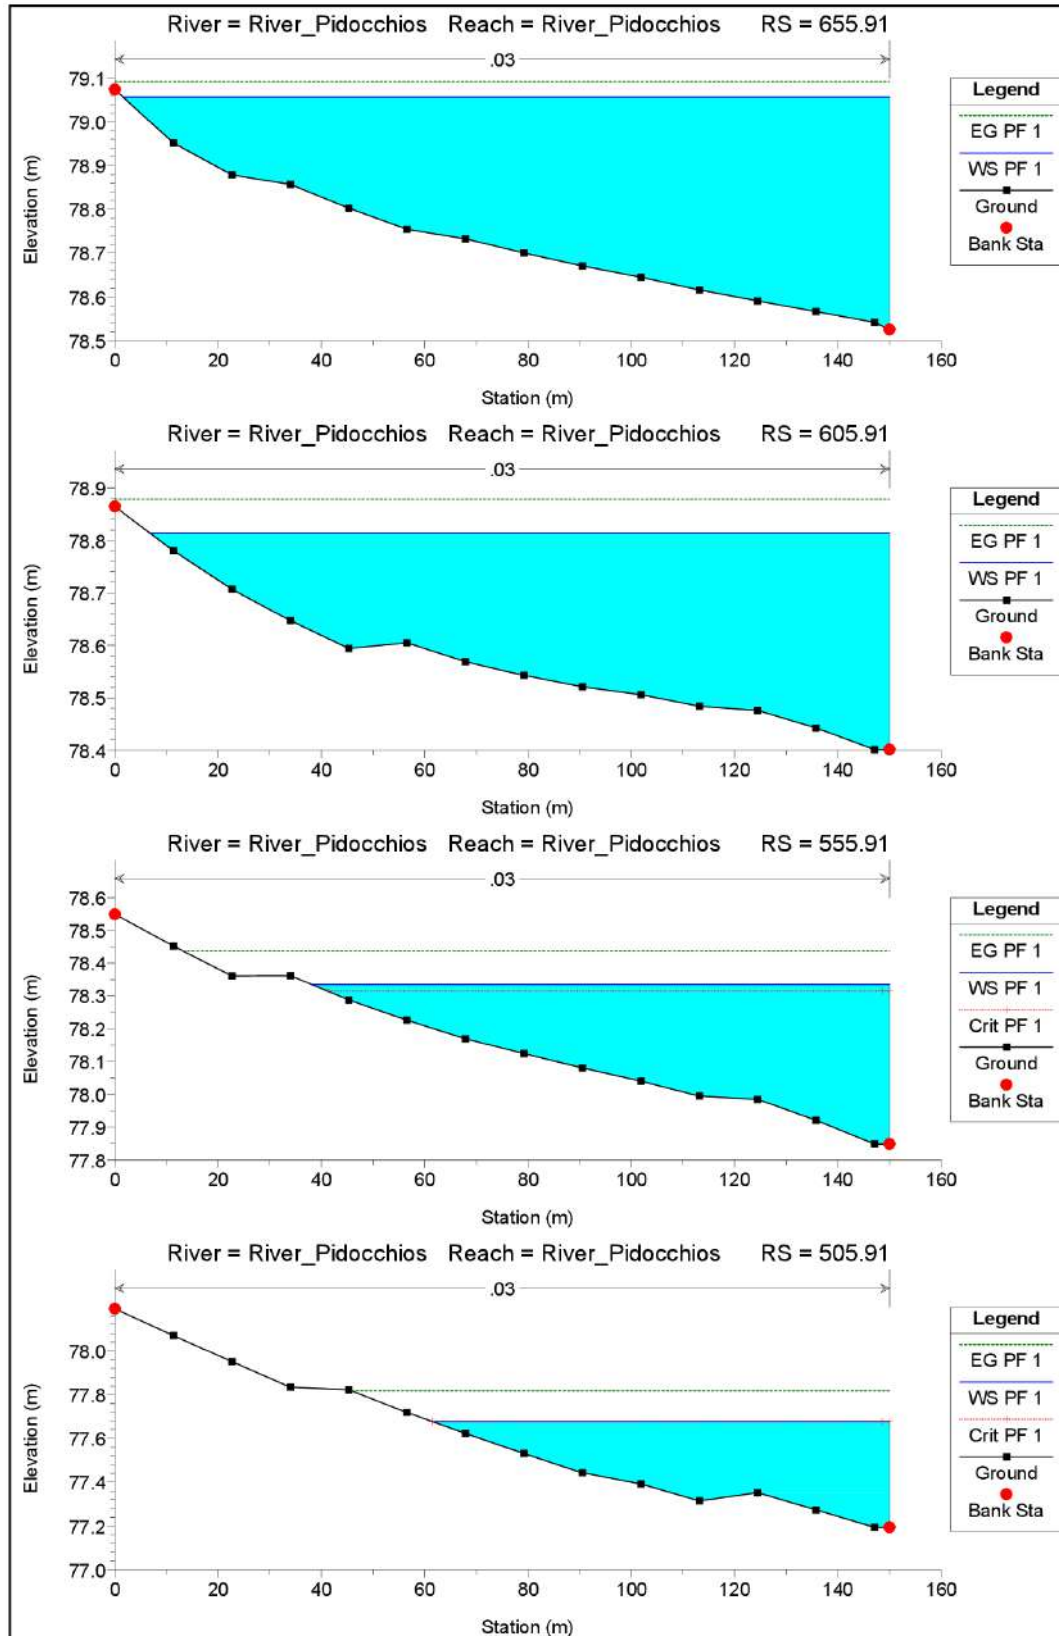 River = River_Pidocchios Reach = River_Pidocchios RS = 655.91
.03
79.1
79.0
78.9
78.8
78.7
78.6
78.5
0 20 40 60 80 100 120 140 160
Elevation (m)
Station (m)
Legend
EG PF 1
WS PF 1
Ground
Bank Sta
River = River_Pidocchios Reach = River_Pidocchios RS = 605.91
.03
78.9
78.8
78.7
78.6
78.5
78.4
0 20 40 60 80 100 120 140 160
Elevation (m)
Station (m)
Legend
EG PF 1
WS PF 1
Ground
Bank Sta
River = River_Pidocchios Reach = River_Pidocchios RS = 555.91
.03
78.6
78.5
78.4
78.3
78.2
78.1
78.0
77.9
77.8
0 20 40 60 80 100 120 140 160
Elevation (m)
Station (m)
Legend
EG PF 1
WS PF 1
Crit PF 1
Ground
Bank Sta
River = River_Pidocchios Reach = River_Pidocchios RS = 505.91
.03
78.0
77.8
77.6
77.4
77.2
77.0
0 20 40 60 80 100 120 140 160
Elevation (m)
Station (m)
Legend
EG PF 1
WS PF 1
Crit PF 1
Ground
Bank Sta